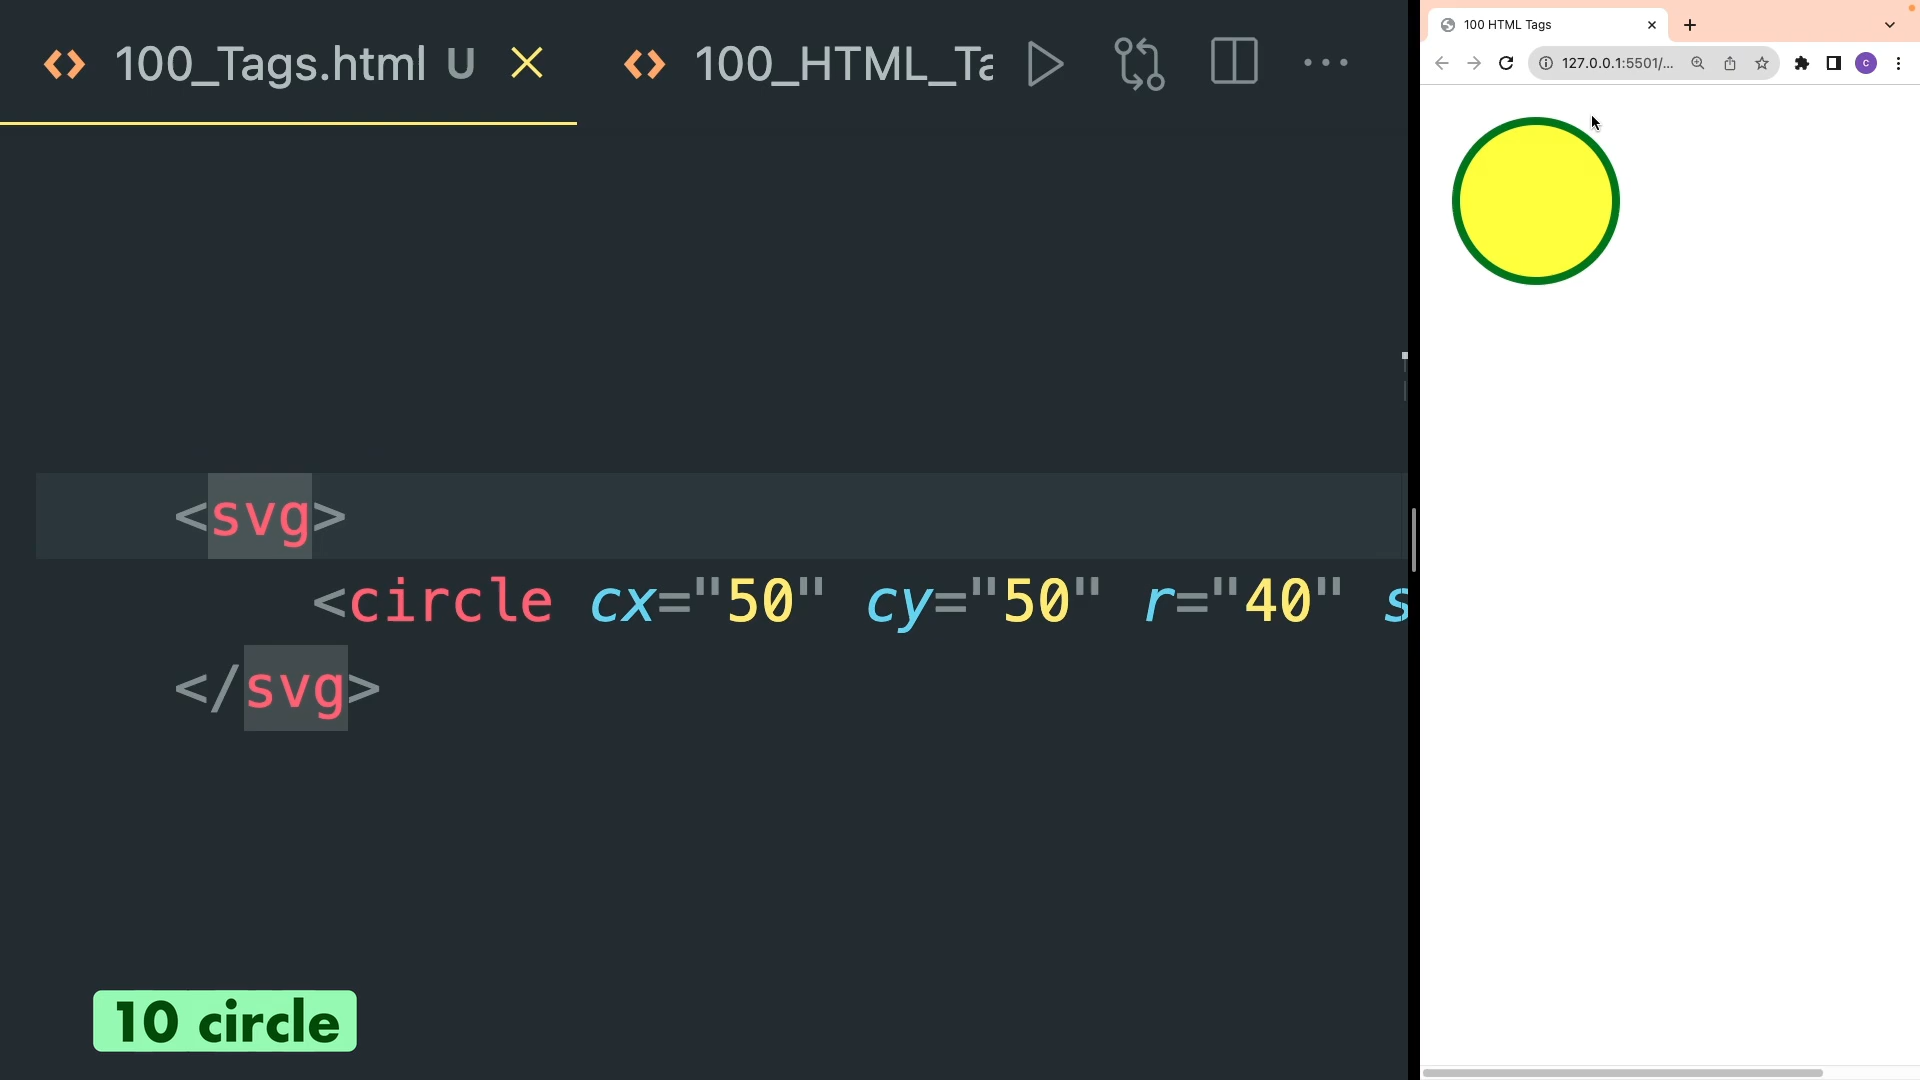 100_Tags.html U
100_HTML_Ta
100 HTML Tags
127.0.0.1:5501/...
c
<svg>
<circle cx="50" cy="50" r="40" s
</svg>
10 circle